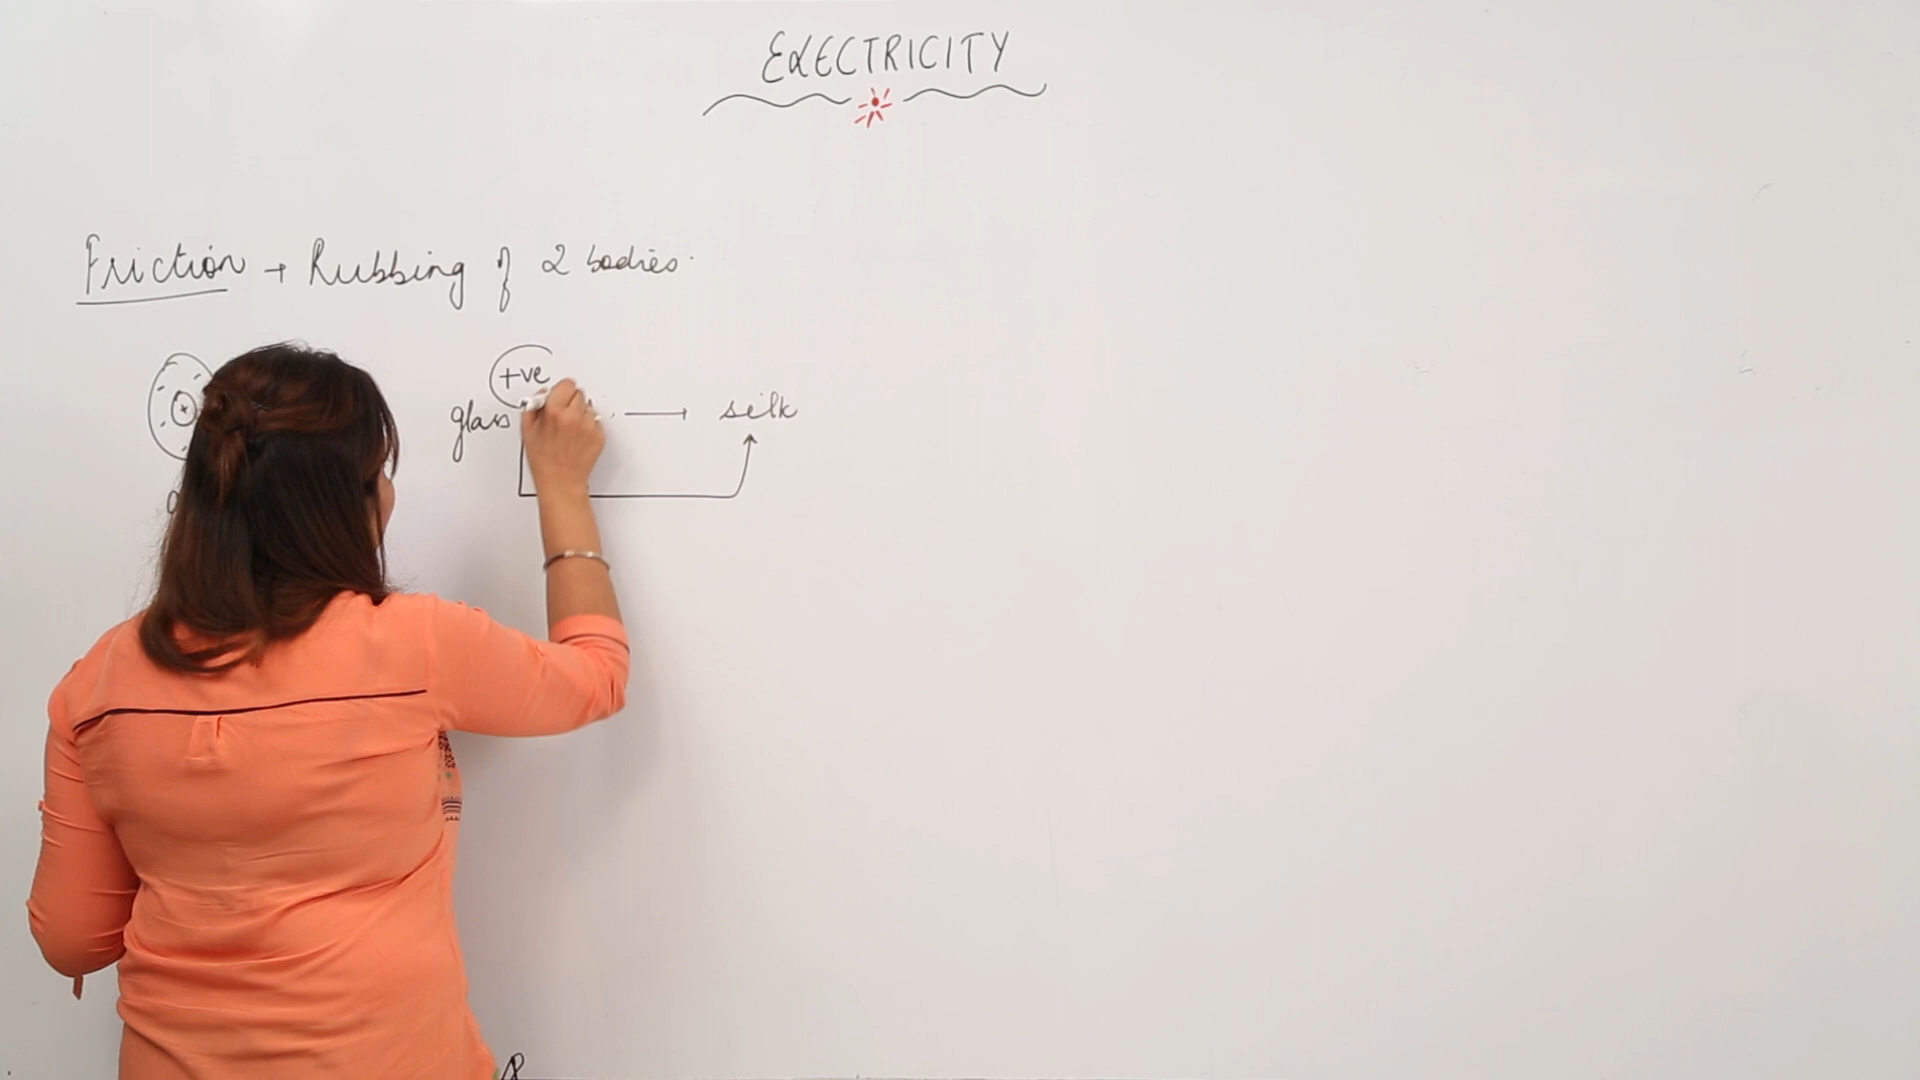 ELECTRICITY
Friction → Rubbing of 2 bodies.
+ve
glass → silk